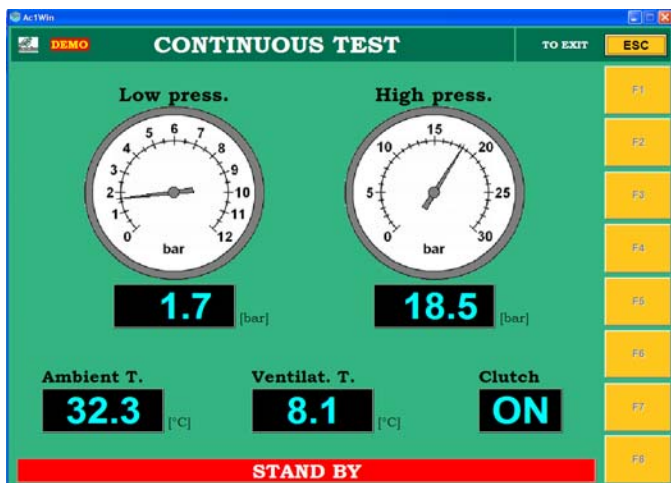 Ac1Win
DEMO
CONTINUOUS TEST
TO EXIT
ESC
Low press.
High press.
0 1 2 3 4 5 6 7 8 9 10 11 12
bar
0 5 10 15 20 25 30
bar
1.7 [bar]
18.5 [bar]
Ambient T.
Ventilat. T.
Clutch
32.3 [°C]
8.1 [°C]
ON
STAND BY
F1
F2
F3
F4
F5
F6
F7
F8